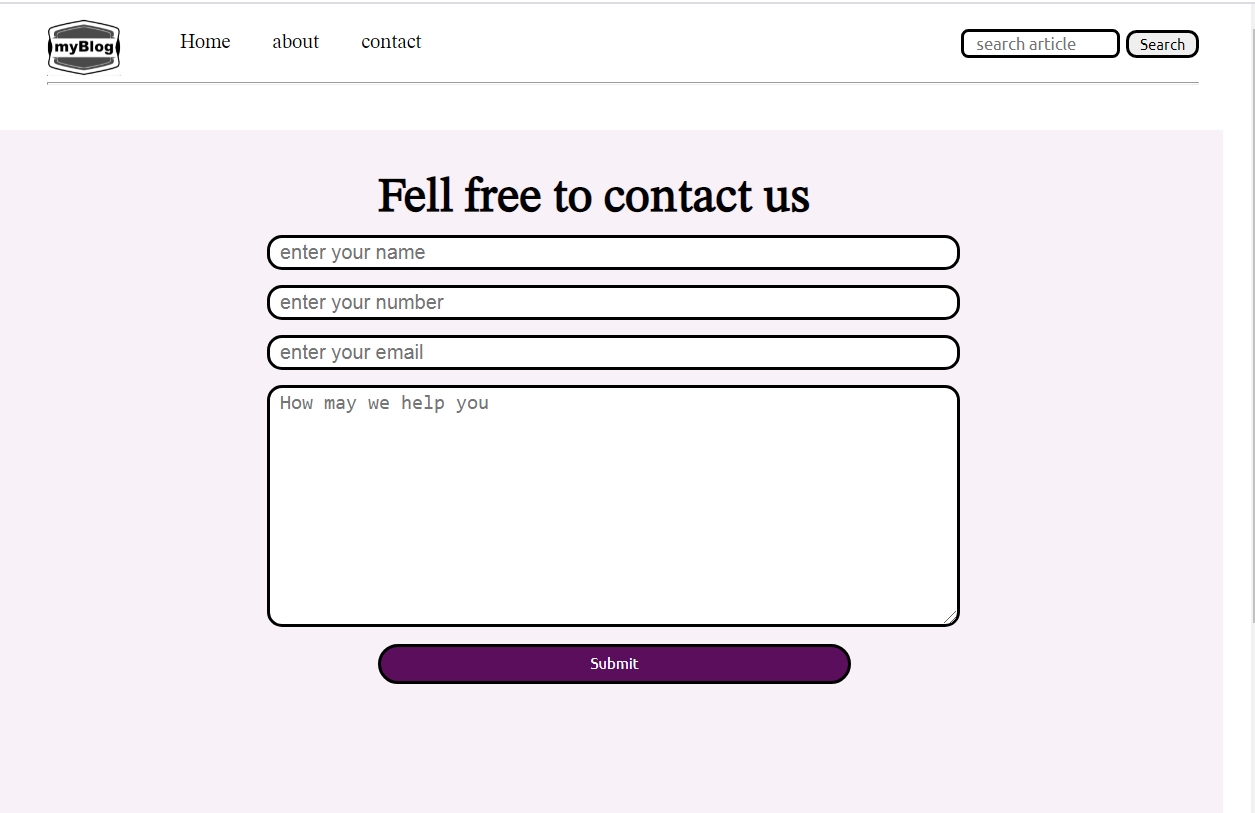 myBlog Home about contact search article Search
Fell free to contact us
enter your name
enter your number
enter your email
How may we help you
Submit